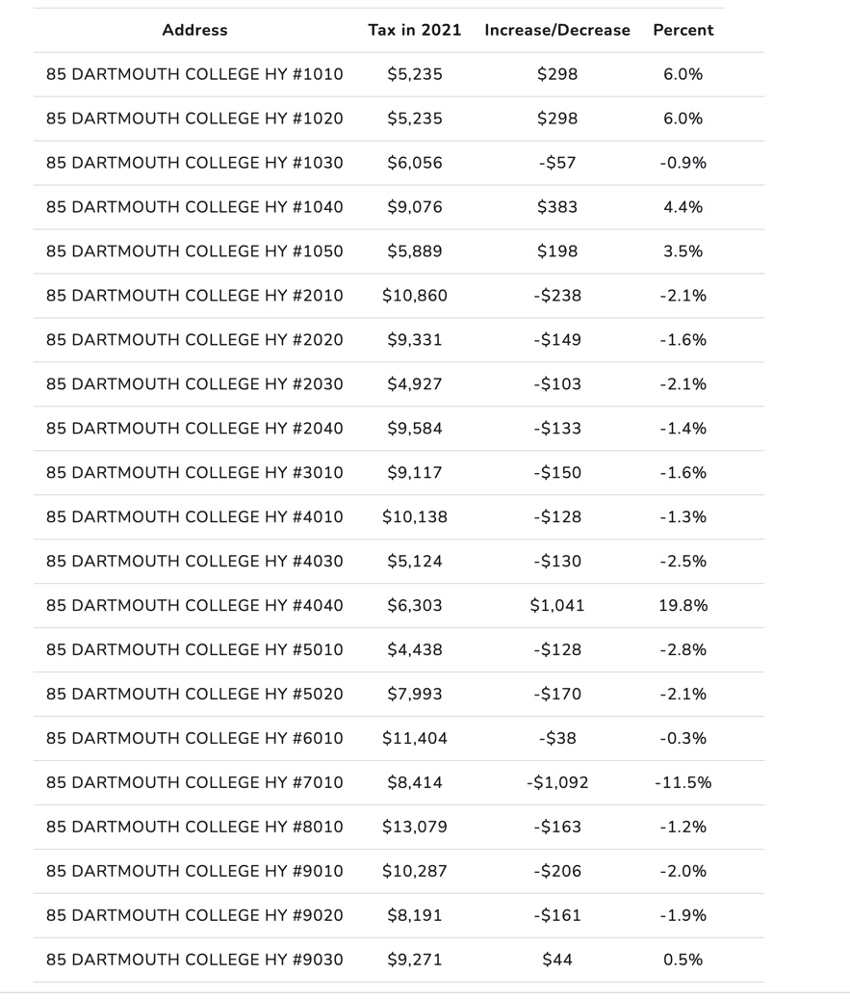 Address Tax in 2021 Increase/Decrease Percent
85 DARTMOUTH COLLEGE HY #1010 $5,235 $298 6.0%
85 DARTMOUTH COLLEGE HY #1020 $5,235 $298 6.0%
85 DARTMOUTH COLLEGE HY #1030 $6,056 -$57 -0.9%
85 DARTMOUTH COLLEGE HY #1040 $9,076 $383 4.4%
85 DARTMOUTH COLLEGE HY #1050 $5,889 $198 3.5%
85 DARTMOUTH COLLEGE HY #2010 $10,860 -$238 -2.1%
85 DARTMOUTH COLLEGE HY #2020 $9,331 -$149 -1.6%
85 DARTMOUTH COLLEGE HY #2030 $4,927 -$103 -2.1%
85 DARTMOUTH COLLEGE HY #2040 $9,584 -$133 -1.4%
85 DARTMOUTH COLLEGE HY #3010 $9,117 -$150 -1.6%
85 DARTMOUTH COLLEGE HY #4010 $10,138 -$128 -1.3%
85 DARTMOUTH COLLEGE HY #4030 $5,124 -$130 -2.5%
85 DARTMOUTH COLLEGE HY #4040 $6,303 $1,041 19.8%
85 DARTMOUTH COLLEGE HY #5010 $4,438 -$128 -2.8%
85 DARTMOUTH COLLEGE HY #5020 $7,993 -$170 -2.1%
85 DARTMOUTH COLLEGE HY #6010 $11,404 -$38 -0.3%
85 DARTMOUTH COLLEGE HY #7010 $8,414 -$1,092 -11.5%
85 DARTMOUTH COLLEGE HY #8010 $13,079 -$163 -1.2%
85 DARTMOUTH COLLEGE HY #9010 $10,287 -$206 -2.0%
85 DARTMOUTH COLLEGE HY #9020 $8,191 -$161 -1.9%
85 DARTMOUTH COLLEGE HY #9030 $9,271 $44 0.5%